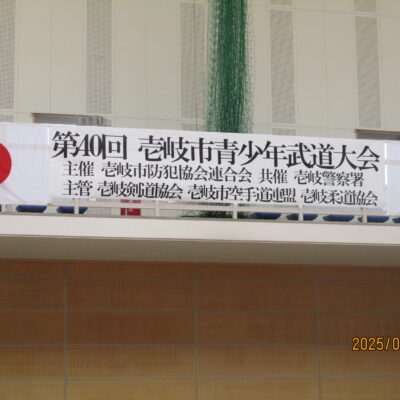 第40回 壱岐市青少年武道大会
主催 壱岐市防犯協会連合会 共催 壱岐警察署
主管 壱岐剣道協会 壱岐市空手道連盟 壱岐柔道協会
2025/0